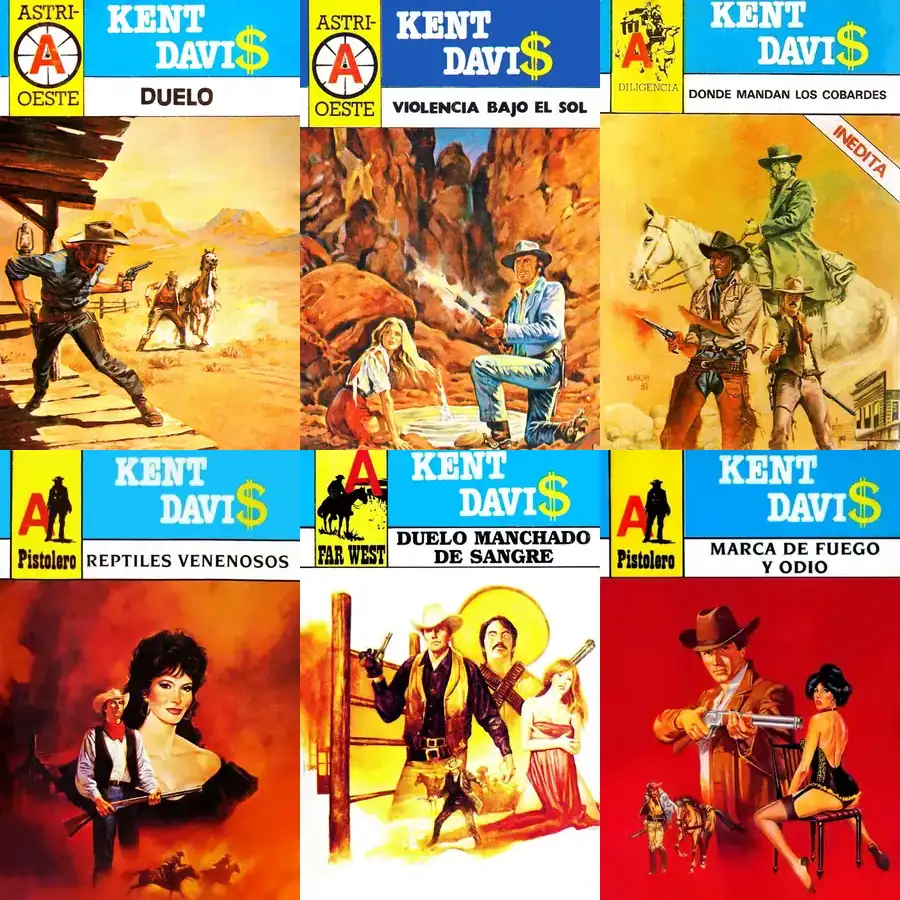 ASTRI-
A
OESTE
KENT
DAVI$
DUELO
ASTRI-
A
OESTE
KENT
DAVI$
VIOLENCIA BAJO EL SOL
A
DILIGENCIA
KENT
DAVI$
DONDE MANDAN LOS COBARDES
INEDITA
A
Pistolero
KENT
DAVI$
REPTILES VENENOSOS
A
FAR WEST
KENT
DAVI$
DUELO MANCHADO
DE SANGRE
A
Pistolero
KENT
DAVI$
MARCA DE FUEGO
Y ODIO